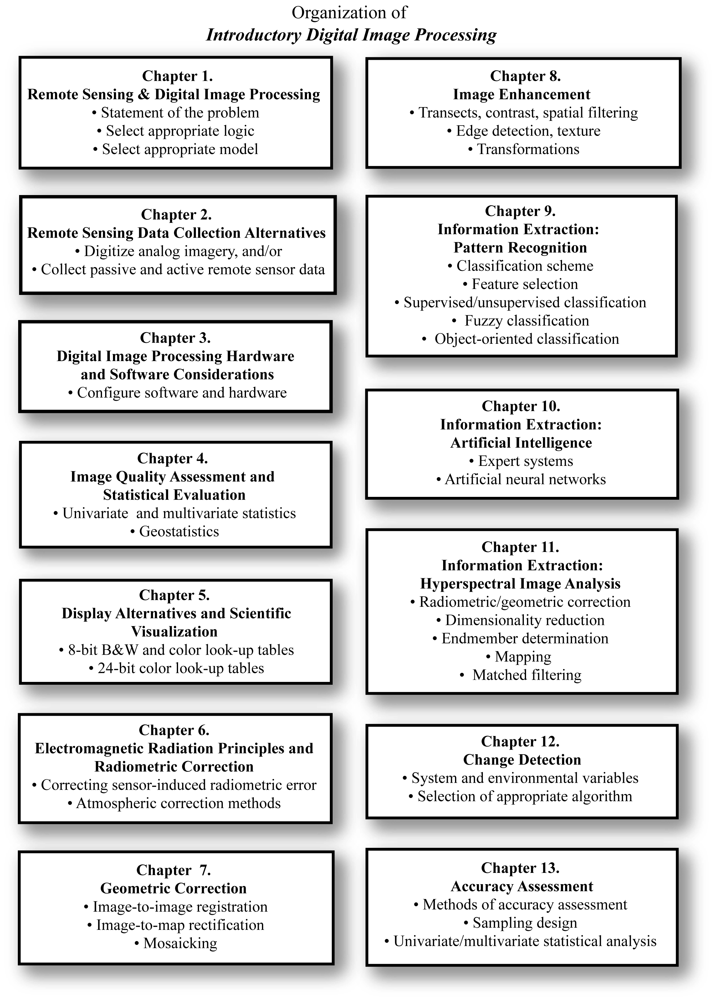 Organization of
Introductory Digital Image Processing
Chapter 1.
Remote Sensing & Digital Image Processing
• Statement of the problem
• Select appropriate logic
• Select appropriate model
Chapter 2.
Remote Sensing Data Collection Alternatives
• Digitize analog imagery, and/or
• Collect passive and active remote sensor data
Chapter 3.
Digital Image Processing Hardware
and Software Considerations
• Configure software and hardware
Chapter 4.
Image Quality Assessment and
Statistical Evaluation
• Univariate  and multivariate statistics
• Geostatistics
Chapter 5.
Display Alternatives and Scientific
Visualization
• 8-bit B&W and color look-up tables
• 24-bit color look-up tables
Chapter 6.
Electromagnetic Radiation Principles and
Radiometric Correction
• Correcting sensor-induced radiometric error
• Atmospheric correction methods
Chapter  7.
Geometric Correction
• Image-to-image registration
• Image-to-map rectification
• Mosaicking
Chapter 8.
Image Enhancement
• Transects, contrast, spatial filtering
• Edge detection, texture
• Transformations
Chapter 9.
Information Extraction:
Pattern Recognition
• Classification scheme
• Feature selection
• Supervised/unsupervised classification
•  Fuzzy classification
•  Object-oriented classification
Chapter 10.
Information Extraction:
Artificial Intelligence
• Expert systems
• Artificial neural networks
Chapter 11.
Information Extraction:
Hyperspectral Image Analysis
• Radiometric/geometric correction
• Dimensionality reduction
• Endmember determination
• Mapping
•  Matched filtering
Chapter 12.
Change Detection
• System and environmental variables
• Selection of appropriate algorithm
Chapter 13.
Accuracy Assessment
• Methods of accuracy assessment
• Sampling design
• Univariate/multivariate statistical analysis